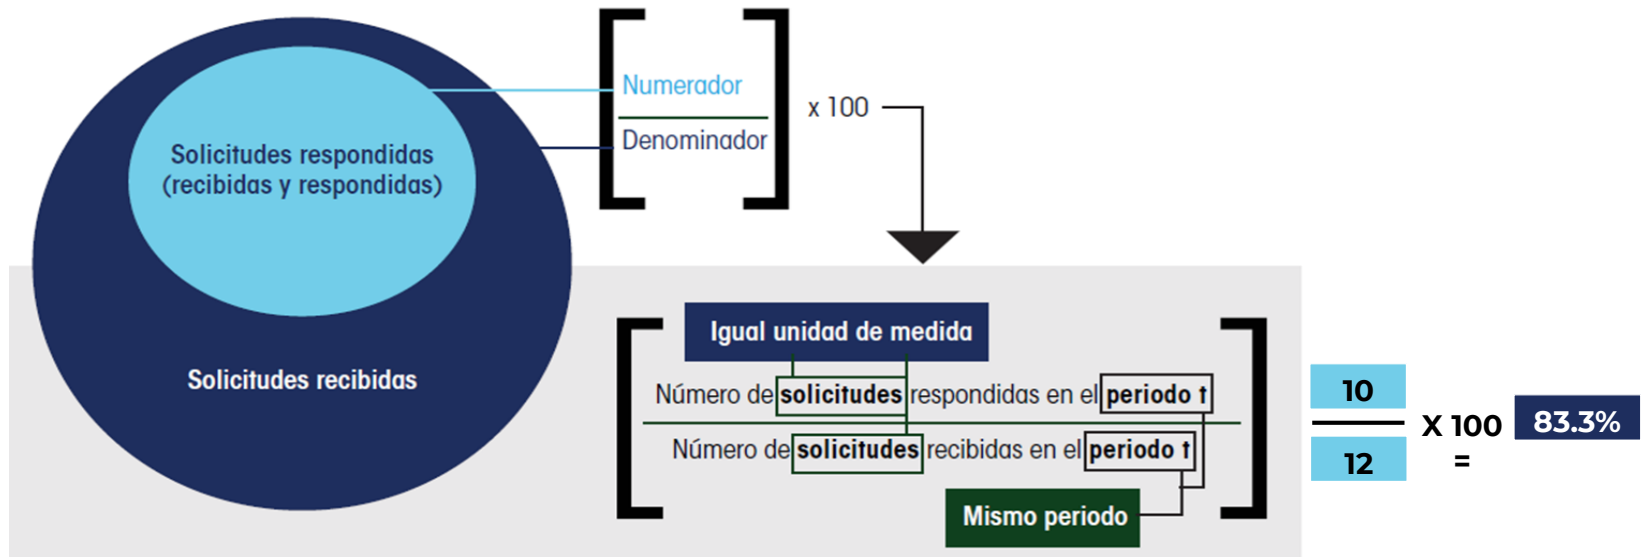 Numerador
Denominador
x 100
Solicitudes respondidas
(recibidas y respondidas)
Solicitudes recibidas
Igual unidad de medida
Número de solicitudes respondidas en el periodo t
Número de solicitudes recibidas en el periodo t
Mismo periodo
10
12
X 100
=
83.3%